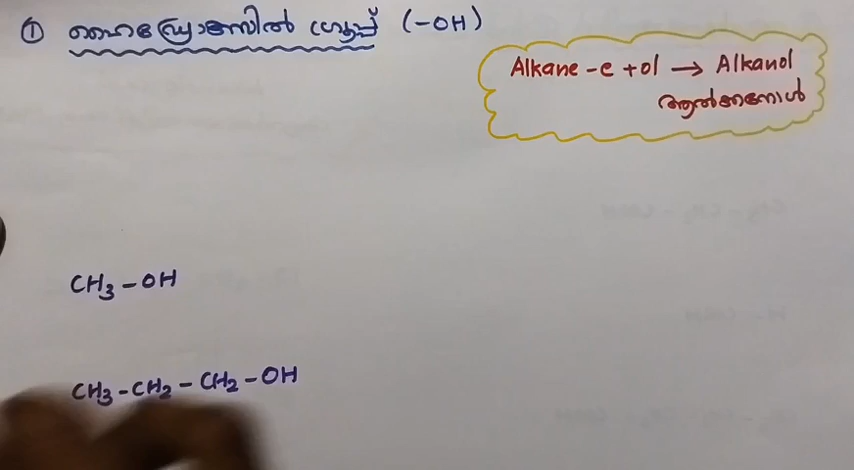 ① ഹൈഡ്രോക്സിൽ ഗ്രൂപ്പ് (-OH)
Alkane -e +ol → Alkanol
ആൽക്കനോൾ
CH₃-OH
CH₃-CH₂-CH₂-OH